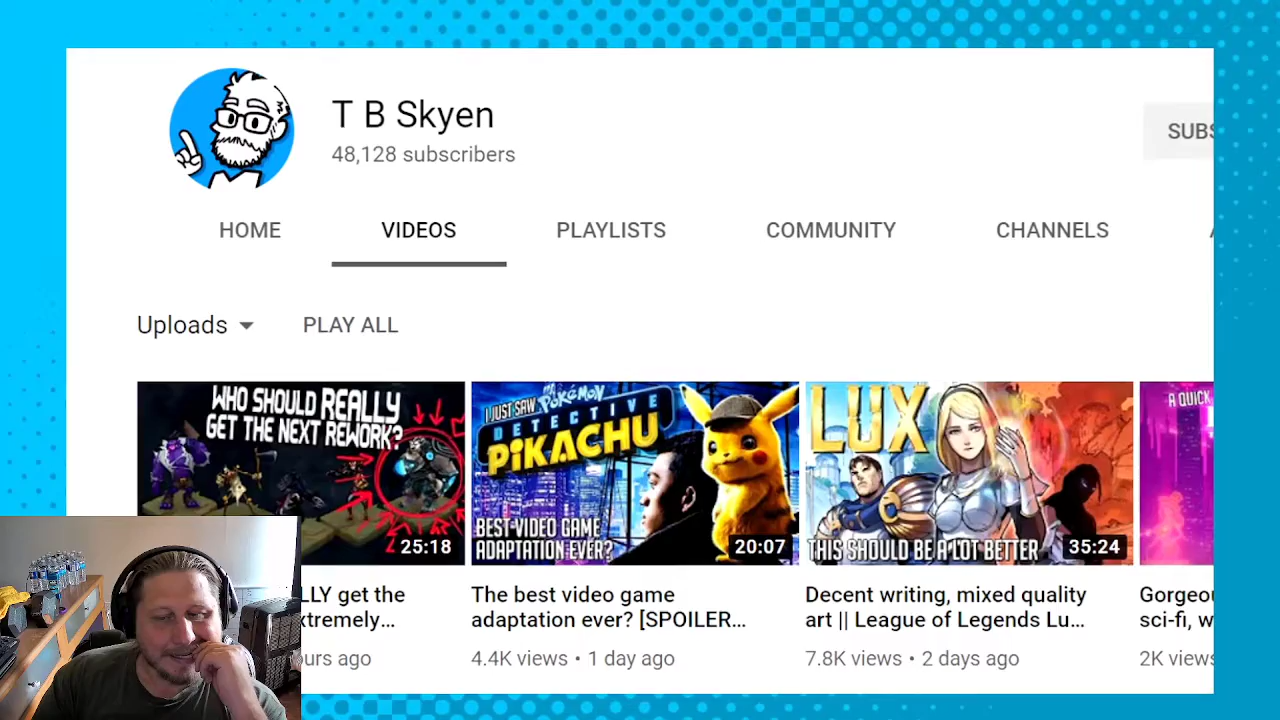 T B Skyen
48,128 subscribers
SUBS
HOME
VIDEOS
PLAYLISTS
COMMUNITY
CHANNELS
Uploads
PLAY ALL
WHO SHOULD REALLY
GET THE NEXT REWORK?
25:18
I JUST SAW POKÉMON
DETECTIVE
PIKACHU
BEST VIDEO GAME
ADAPTATION EVER?
20:07
LUX
THIS SHOULD BE A LOT BETTER
35:24
A QUICK
LLY get the
xtremely...
ours ago
The best video game
adaptation ever? [SPOILER...
4.4K views • 1 day ago
Decent writing, mixed quality
art || League of Legends Lu...
7.8K views • 2 days ago
Gorgeou
sci-fi, w
2K views